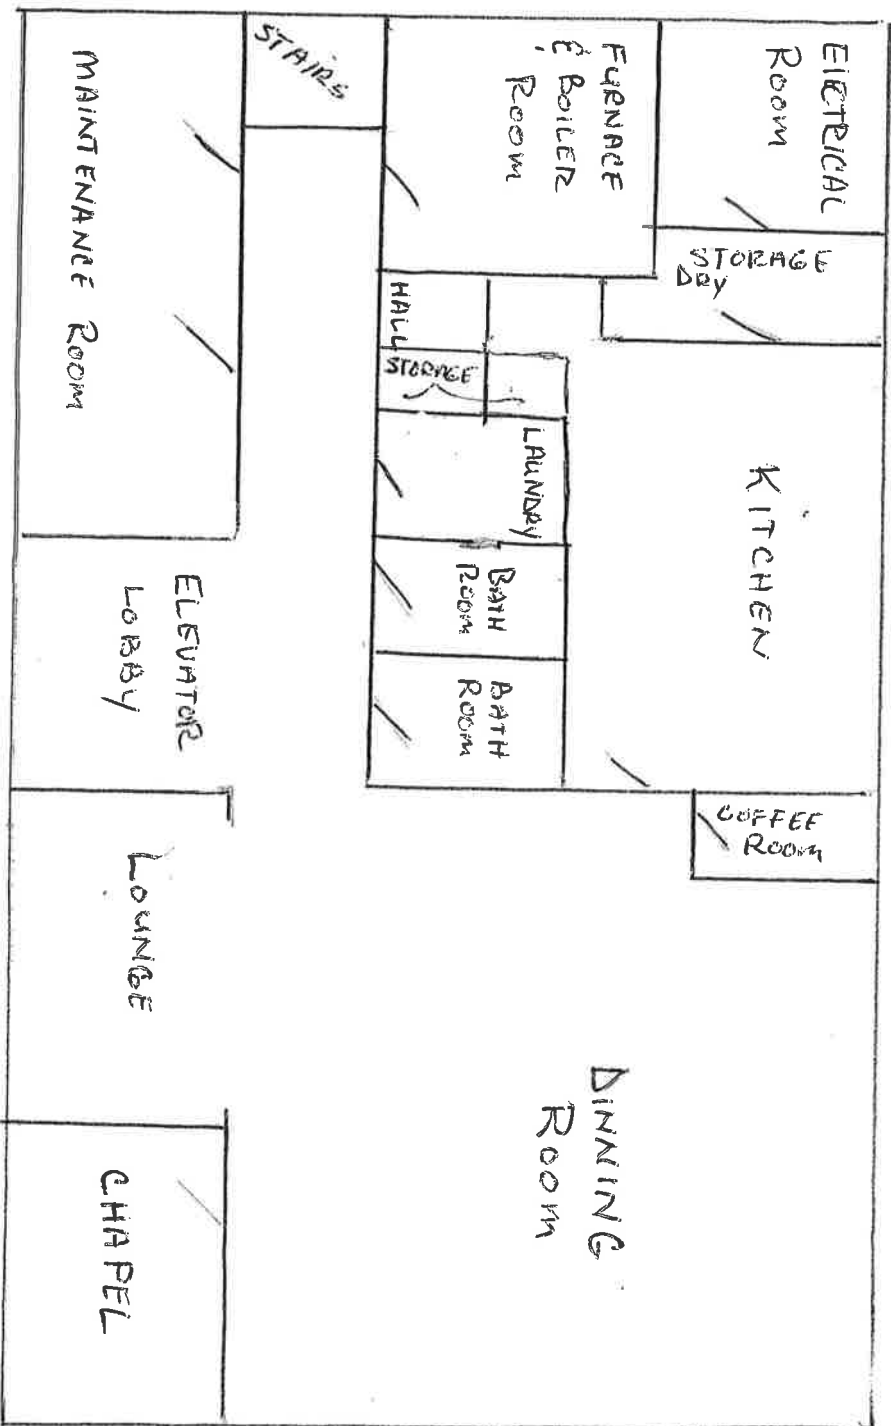 ELECTRICAL
ROOM
STORAGE
DRY
KITCHEN
COFFEE
ROOM
FURNACE
& BOILER
ROOM
DINNING
ROOM
LAUNDRY
BATH
ROOM
BATH
ROOM
HALL
STORAGE
STAIRS
MAINTENANCE ROOM
ELEVATOR
LOBBY
LOUNGE
CHAPEL